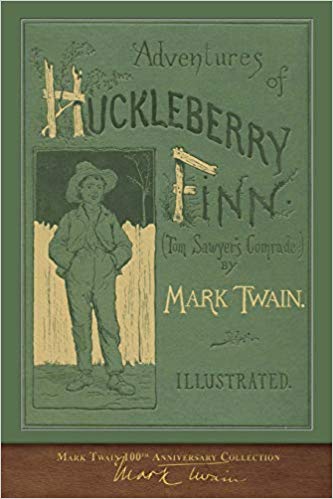 Adventures
of
HUCKLEBERRY
FINN.
(Tom Sawyer's Comrade.)
BY
MARK TWAIN.
ILLUSTRATED.
MARK TWAIN 100TH ANNIVERSARY COLLECTION
Mark Twain